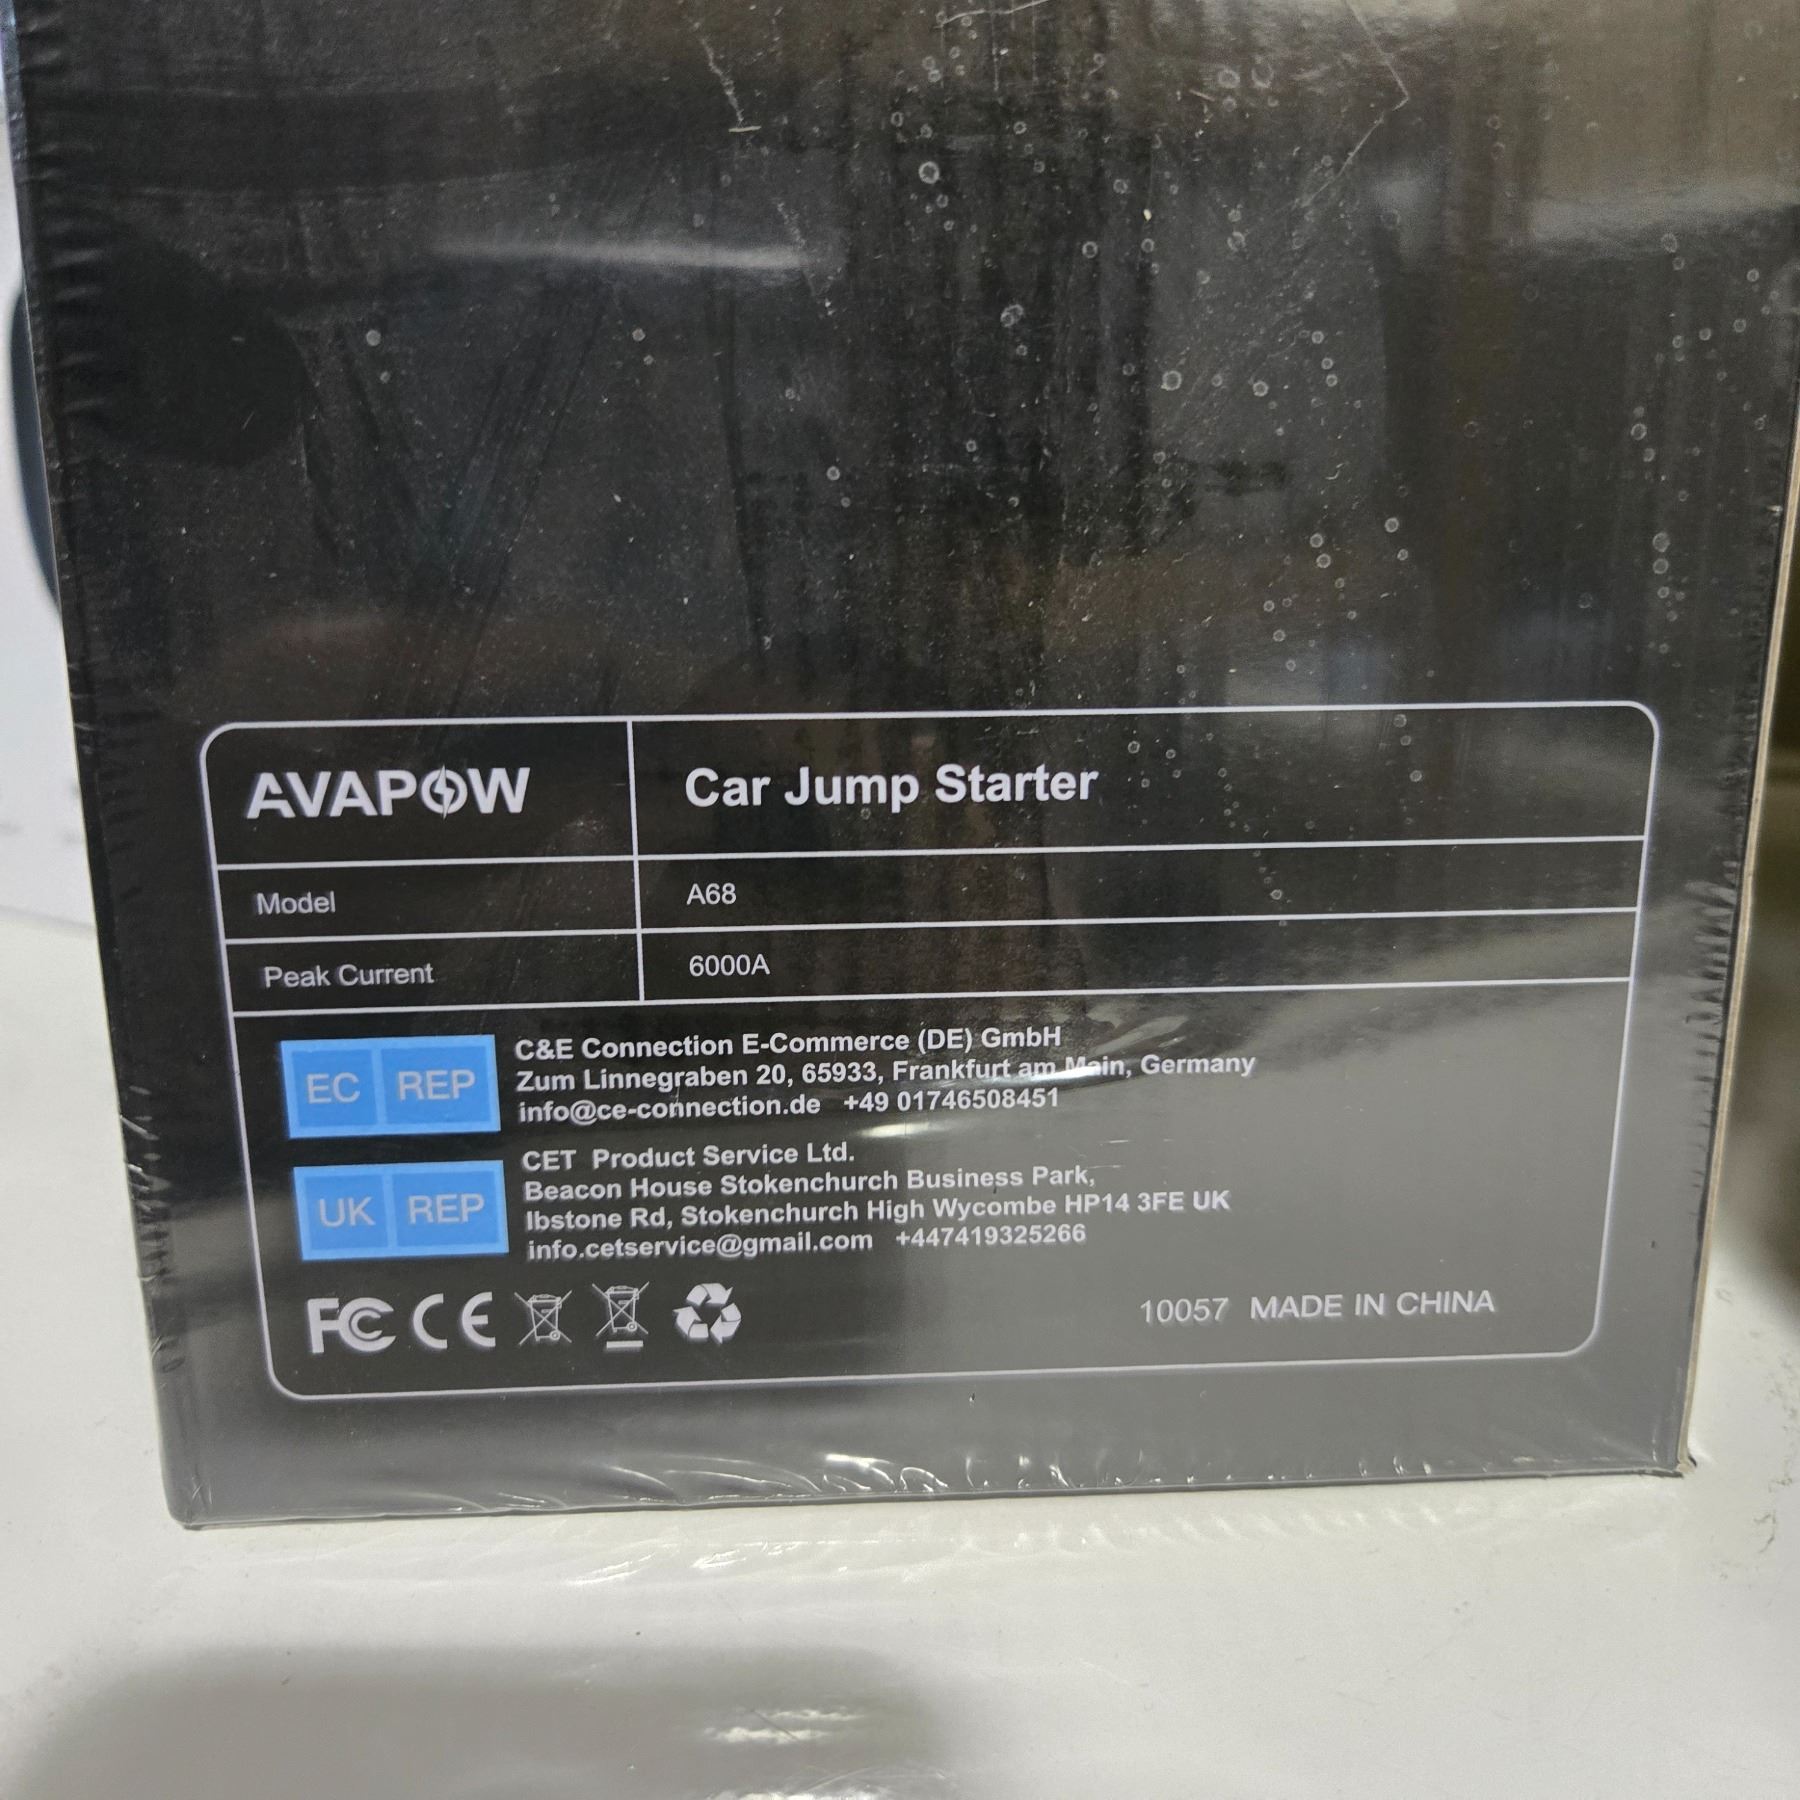 AVAPOW
Car Jump Starter
Model
A68
Peak Current
6000A
EC REP
C&E Connection E-Commerce (DE) GmbH
Zum Linnegraben 20, 65933, Frankfurt am Main, Germany
info@ce-connection.de +49 01746508451
UK REP
CET Product Service Ltd.
Beacon House Stokenchurch Business Park,
Ibstone Rd, Stokenchurch High Wycombe HP14 3FE UK
info.cetservice@gmail.com +447419325266
FC CE
10057 MADE IN CHINA